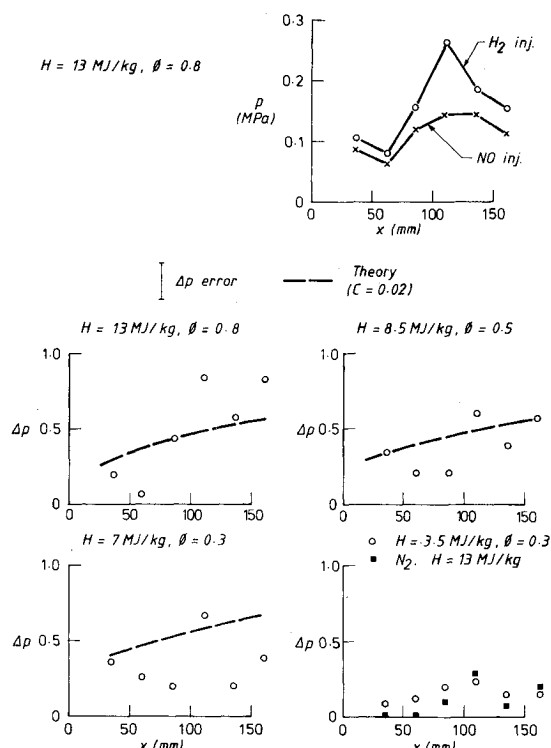 H = 13 MJ/kg, ø = 0.8
p
(MPa)
0.3
0.2
0.1
0
0 50 100 150
x (mm)
H2 inj.
NO inj.
Δp error
Theory
(C = 0.02)
H = 13 MJ/kg, ø = 0.8
1.0
Δp 0.5
0
0 50 100 150
H = 8.5 MJ/kg, ø = 0.5
1.0
Δp 0.5
0
0 50 100 150
H = 7 MJ/kg, ø = 0.3
1.0
Δp 0.5
0
0 50 100 150
x (mm)
H = 3.5 MJ/kg, ø = 0.3
N2. H = 13 MJ/kg
1.0
Δp 0.5
0
0 50 100 150
x (mm)